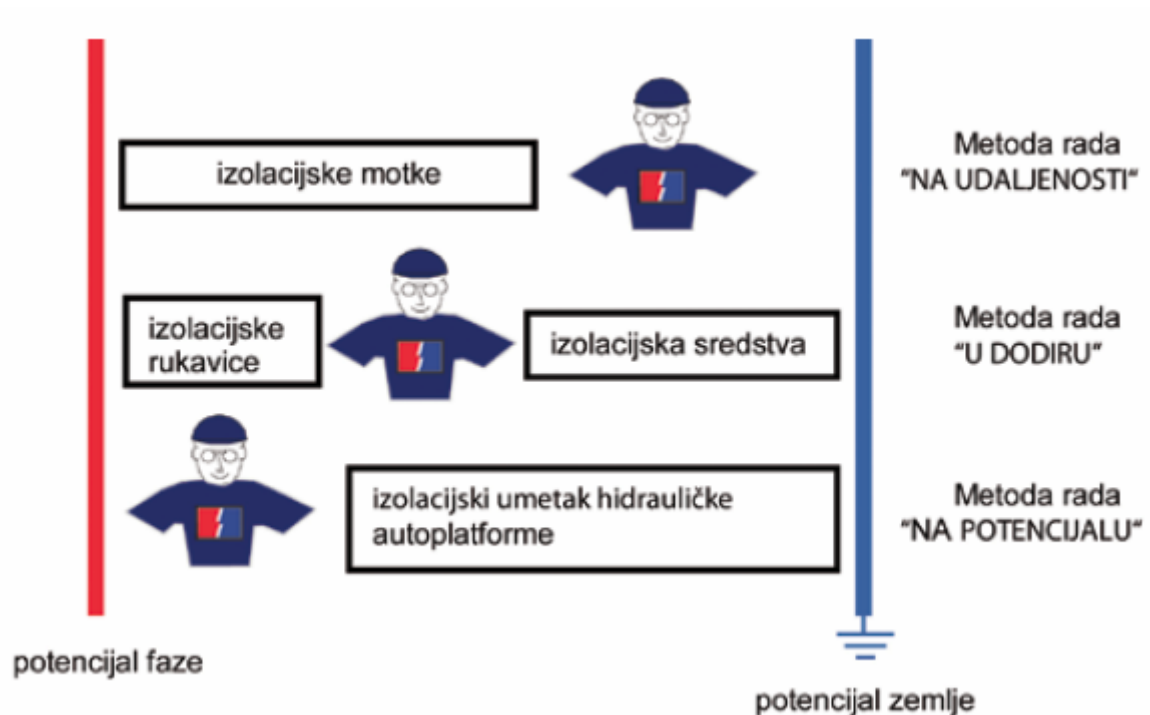 izolacijske motke
Metoda rada
“NA UDALJENOSTI“
izolacijske
rukavice
izolacijska sredstva
Metoda rada
“U DODIRU”
izolacijski umetak hidrauličke
autoplatforme
Metoda rada
“NA POTENCIJALU“
potencijal faze
potencijal zemlje